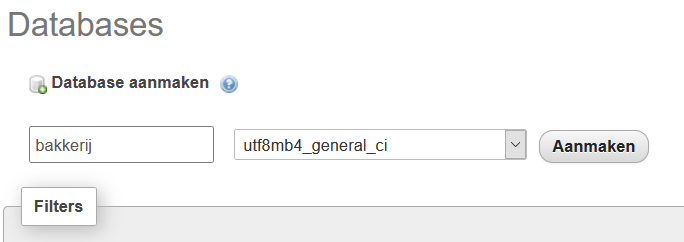 Databases
Database aanmaken
bakkerij utf8mb4_general_ci Aanmaken
Filters